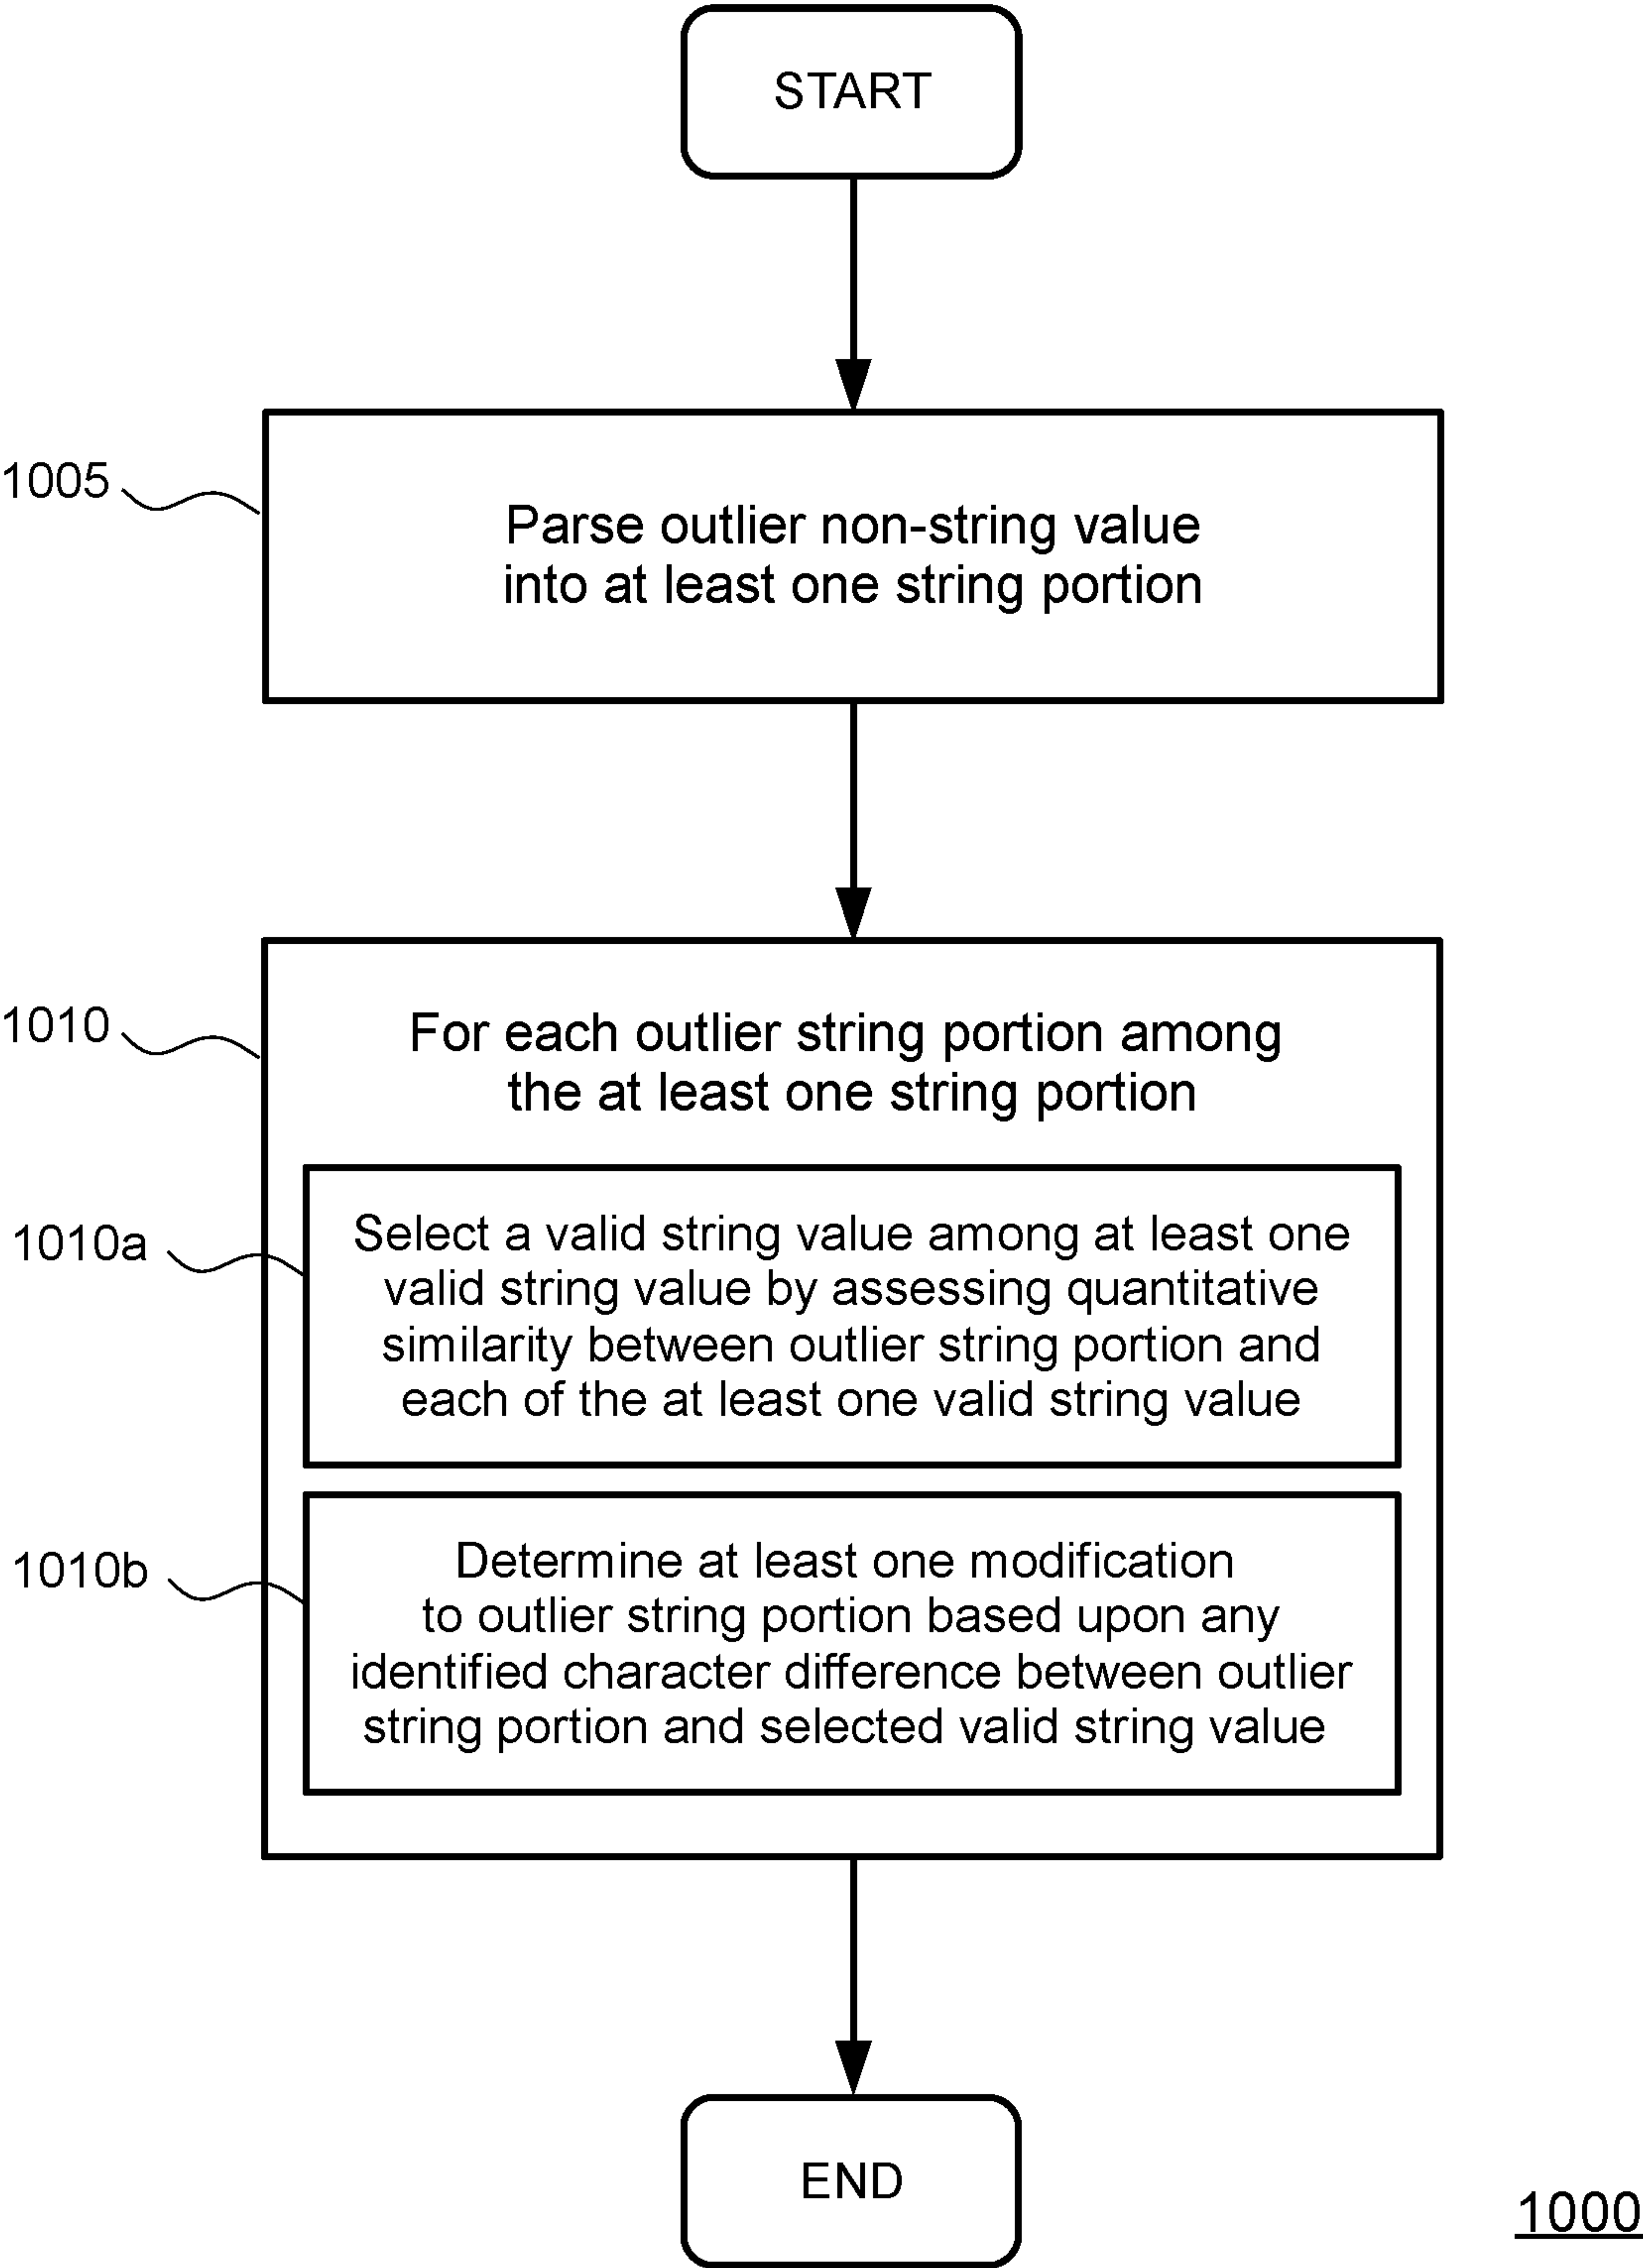 START
1005
Parse outlier non-string value
into at least one string portion
1010
For each outlier string portion among
the at least one string portion
1010a
Select a valid string value among at least one
valid string value by assessing quantitative
similarity between outlier string portion and
each of the at least one valid string value
1010b
Determine at least one modification
to outlier string portion based upon any
identified character difference between outlier
string portion and selected valid string value
END
1000